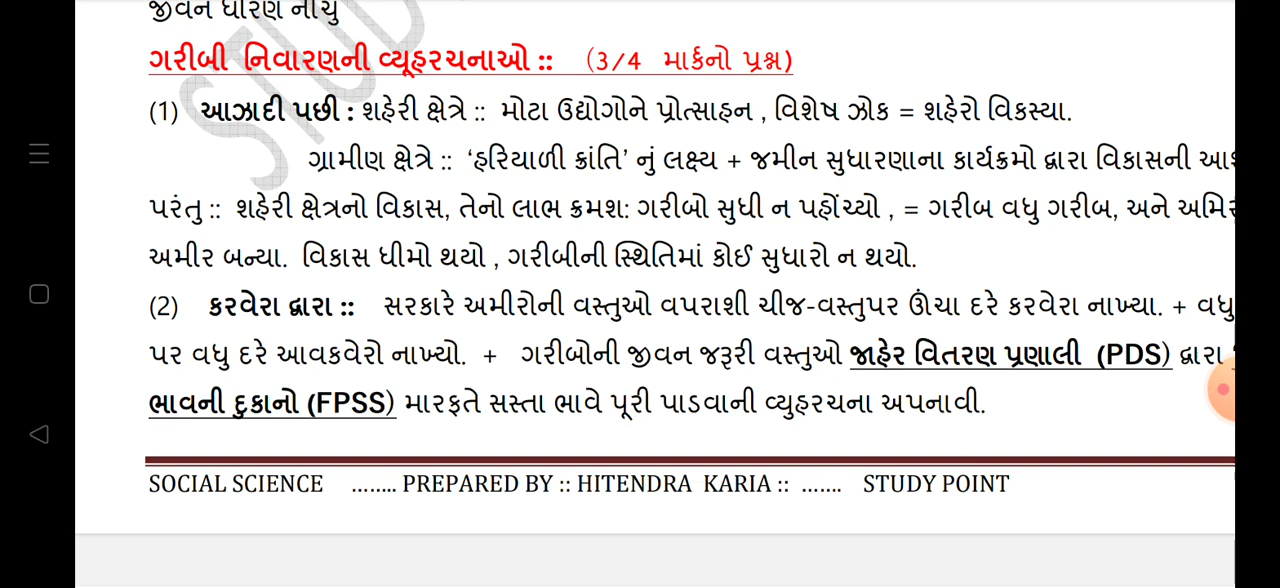 જીવન ધોરણ નીચુ
ગરીબી નિવારણની વ્યૂહરચનાઓ :: (3/4 માર્કનો પ્રશ્ન)
(1) આઝાદી પછી : શહેરી ક્ષેત્રે :: મોટા ઉદ્યોગોને પ્રોત્સાહન , વિશેષ ઝોક = શહેરો વિકસ્યા.
ગ્રામીણ ક્ષેત્રે :: ‘હરિયાળી ક્રાંતિ’ નું લક્ષ્ય + જમીન સુધારણાના કાર્યક્રમો દ્વારા વિકાસની
પરંતુ :: શહેરી ક્ષેત્રનો વિકાસ, તેનો લાભ ક્રમશ: ગરીબો સુધી ન પહોંચ્યો , = ગરીબ વધુ ગરીબ, અને
અમીર બન્યા. વિકાસ ધીમો થયો , ગરીબીની સ્થિતિમાં કોઈ સુધારો ન થયો.
(2) કરવેરા દ્વારા :: સરકારે અમીરોની વસ્તુઓ વપરાશી ચીજ-વસ્તુપર ઊંચા દરે કરવેરા નાખ્યા. + વધુ
પર વધુ દરે આવકવેરો નાખ્યો. + ગરીબોની જીવન જરૂરી વસ્તુઓ જાહેર વિતરણ પ્રણાલી (PDS) દ્વારા
ભાવની દુકાનો (FPSS) મારફતે સસ્તા ભાવે પૂરી પાડવાની વ્યુહરચના અપનાવી.
SOCIAL SCIENCE …….. PREPARED BY :: HITENDRA KARIA :: ……. STUDY POINT